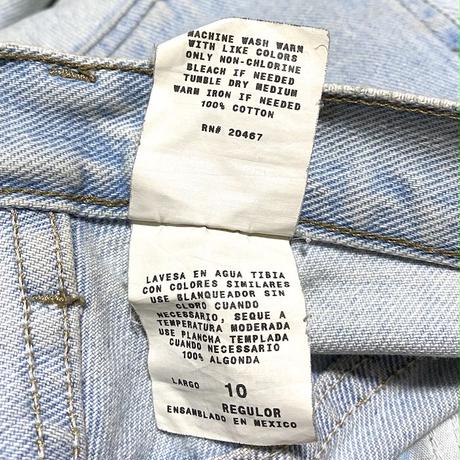 MACHINE WASH WARM
WITH LIKE COLORS
ONLY NON-CHLORINE
BLEACH IF NEEDED
TUMBLE DRY MEDIUM
WARM IRON IF NEEDED
100% COTTON
RN# 20467
LAVESA EN AGUA TIBIA
CON COLORES SIMILARES
USE BLANQUEADOR SIN
CLORO CUANDO
NECESSARIO, SEQUE A
TEMPERATURA MODERADA
USE PLANCHA TEMPLADA
CUANDO NECESSARIO
100% ALGONDA
LARGO 10
REGULOR
ENSAMBLADO EN MEXICO